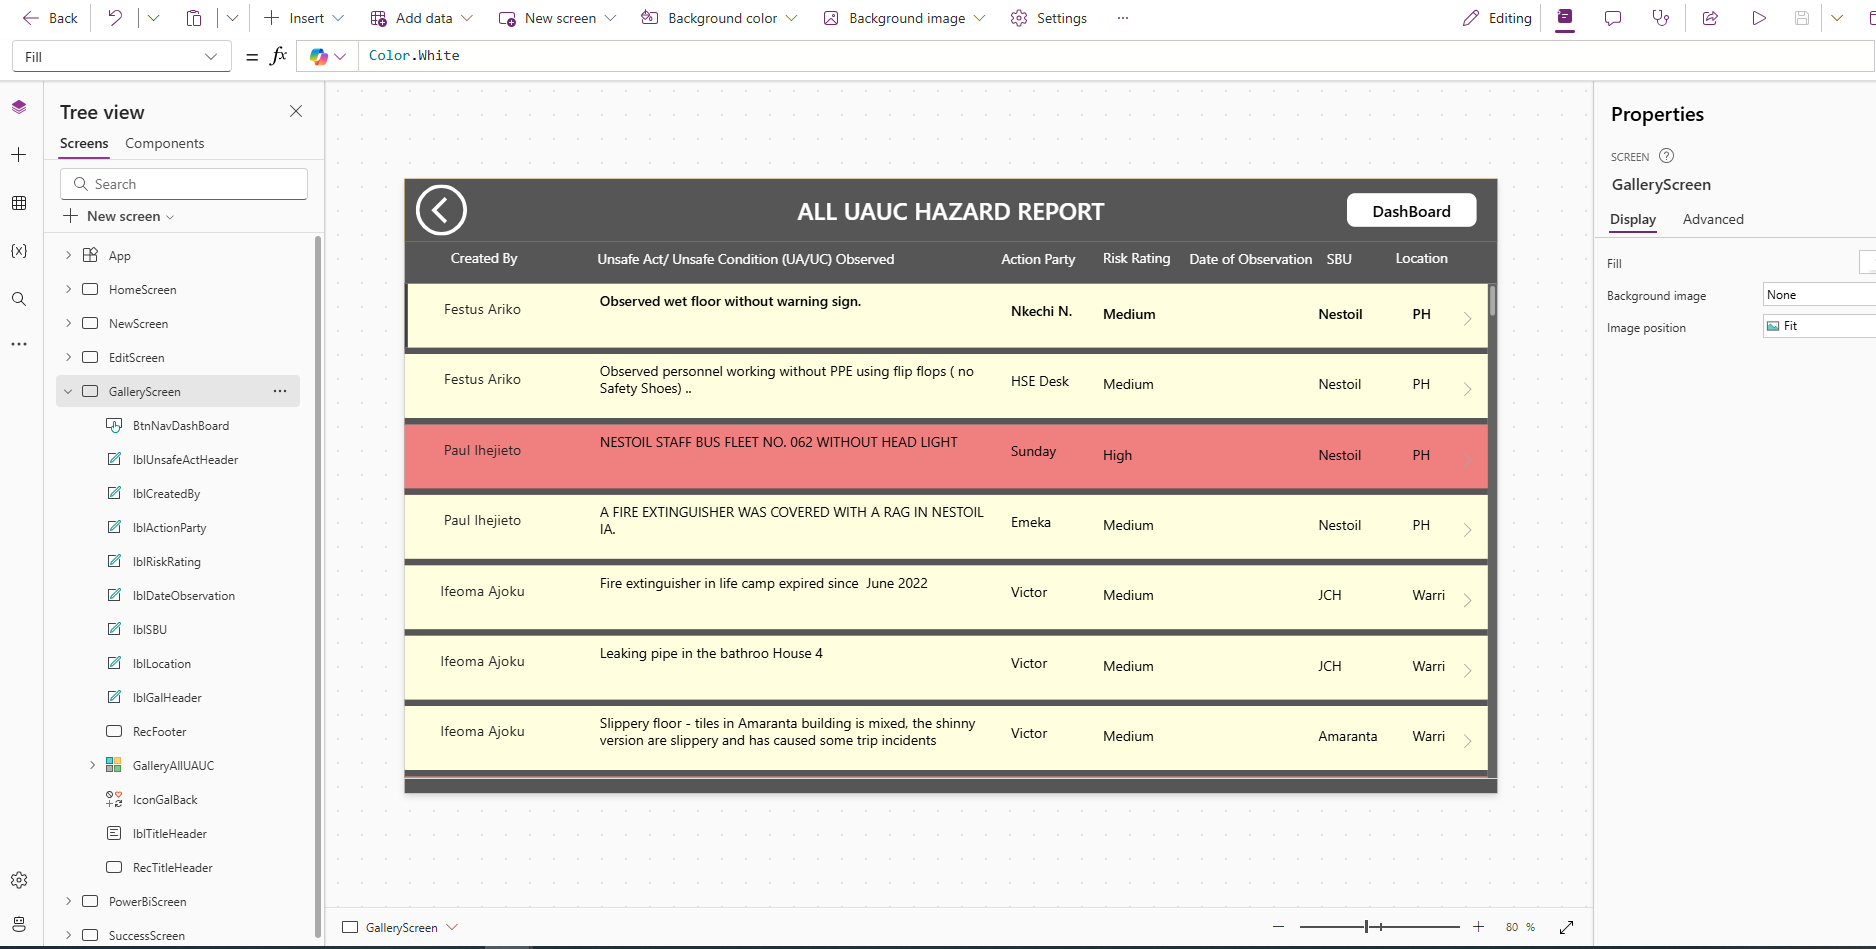 Back
Insert
Add data
New screen
Background color
Background image
Settings
...
Editing
Fill
= fx
Color.White
Tree view
Screens
Components
Search
New screen
App
HomeScreen
NewScreen
EditScreen
GalleryScreen
...
BtnNavDashBoard
lblUnsafeActHeader
lblCreatedBy
lblActionParty
lblRiskRating
lblDateObservation
lblSBU
lblLocation
lblGalHeader
RecFooter
GalleryAllUAUC
IconGalBack
lblTitleHeader
RecTitleHeader
PowerBiScreen
SuccessScreen
ALL UAUC HAZARD REPORT
DashBoard
Created By
Unsafe Act/ Unsafe Condition (UA/UC) Observed
Action Party
Risk Rating
Date of Observation
SBU
Location
Festus Ariko
Observed wet floor without warning sign.
Nkechi N.
Medium
Nestoil
PH
Festus Ariko
Observed personnel working without PPE using flip flops ( no
Safety Shoes) ..
HSE Desk
Medium
Nestoil
PH
Paul Ihejieto
NESTOIL STAFF BUS FLEET NO. 062 WITHOUT HEAD LIGHT
Sunday
High
Nestoil
PH
Paul Ihejieto
A FIRE EXTINGUISHER WAS COVERED WITH A RAG IN NESTOIL
IA.
Emeka
Medium
Nestoil
PH
Ifeoma Ajoku
Fire extinguisher in life camp expired since  June 2022
Victor
Medium
JCH
Warri
Ifeoma Ajoku
Leaking pipe in the bathroo House 4
Victor
Medium
JCH
Warri
Ifeoma Ajoku
Slippery floor - tiles in Amaranta building is mixed, the shinny
version are slippery and has caused some trip incidents
Victor
Medium
Amaranta
Warri
GalleryScreen
80 %
Properties
SCREEN
GalleryScreen
Display
Advanced
Fill
Background image
None
Image position
Fit